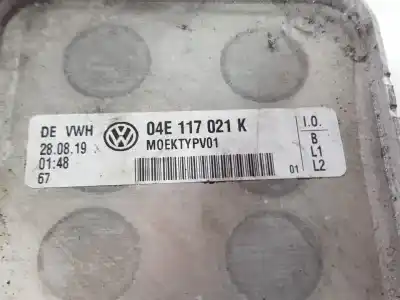 DE VWH
28.08.19
01:48
67
04E 117 021 K
MOEKTYPV01
01
I.O.
B
L1
L2